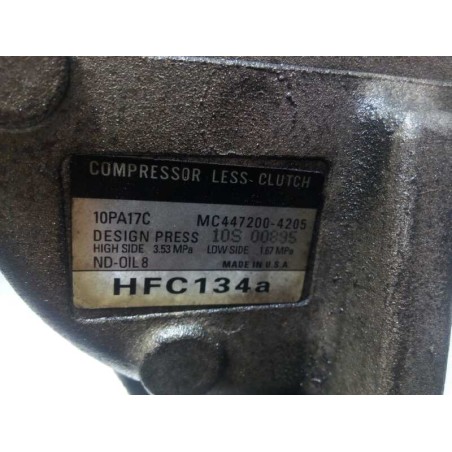 COMPRESSOR LESS-CLUTCH
10PA17C MC447200-4205
DESIGN PRESS 10S 00895
HIGH SIDE 3.53 MPa LOW SIDE 1.67 MPa
ND-OIL 8 MADE IN U.S.A.
HFC134a